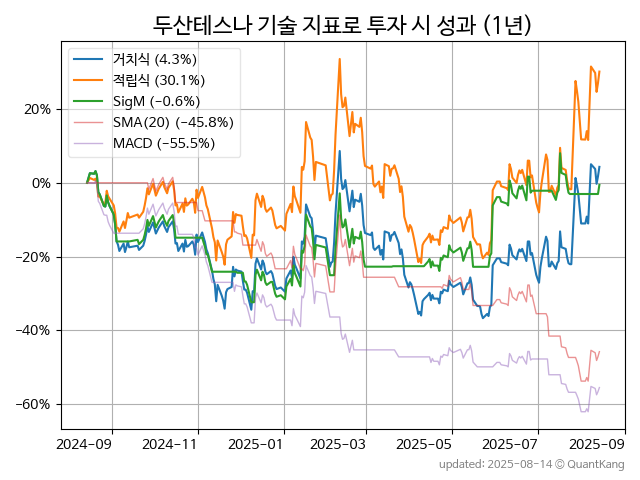 두산테스나 기술 지표로 투자 시 성과 (1년)
거치식 (4.3%)
적립식 (30.1%)
SigM (−0.6%)
SMA(20) (−45.8%)
MACD (−55.5%)
20%
0%
−20%
−40%
−60%
2024-09 2024-11 2025-01 2025-03 2025-05 2025-07 2025-09
updated: 2025-08-14 © QuantKang